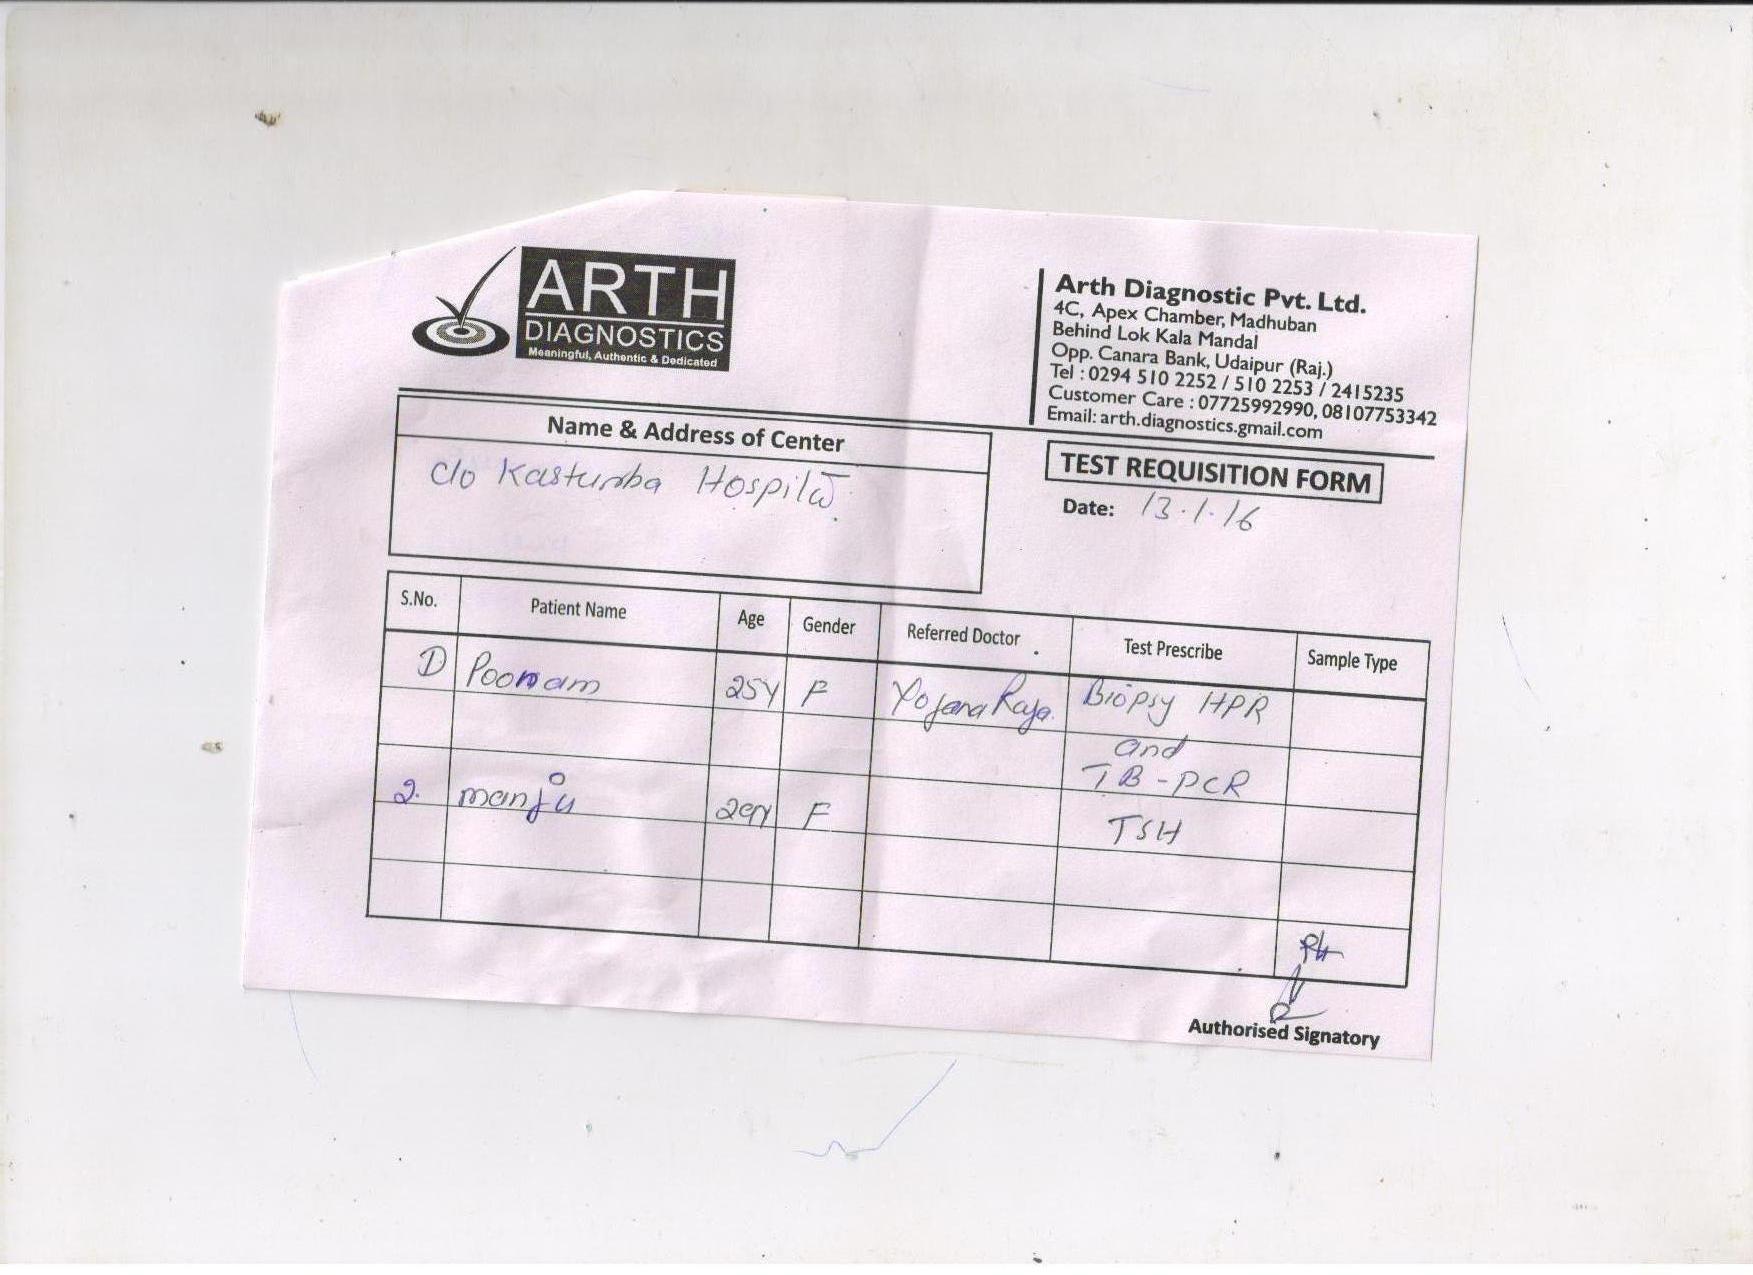 ARTH
DIAGNOSTICS
Meaningful, Authentic & Dedicated
Arth Diagnostic Pvt. Ltd.
4C, Apex Chamber, Madhuban
Behind Lok Kala Mandal
Opp. Canara Bank, Udaipur (Raj.)
Tel : 0294 510 2252 / 510 2253 / 2415235
Customer Care : 07725992990, 08107753342
Email: arth.diagnostics.gmail.com
Name & Address of Center
C/o Kasturba Hospital
TEST REQUISITION FORM
Date: 13.1.16
S.No. Patient Name Age Gender Referred Doctor Test Prescribe Sample Type
1) Poonam 25Y F Yojana Raja Biopsy HPR
and
TB-PCR
2. manju F TSH
Authorised Signatory